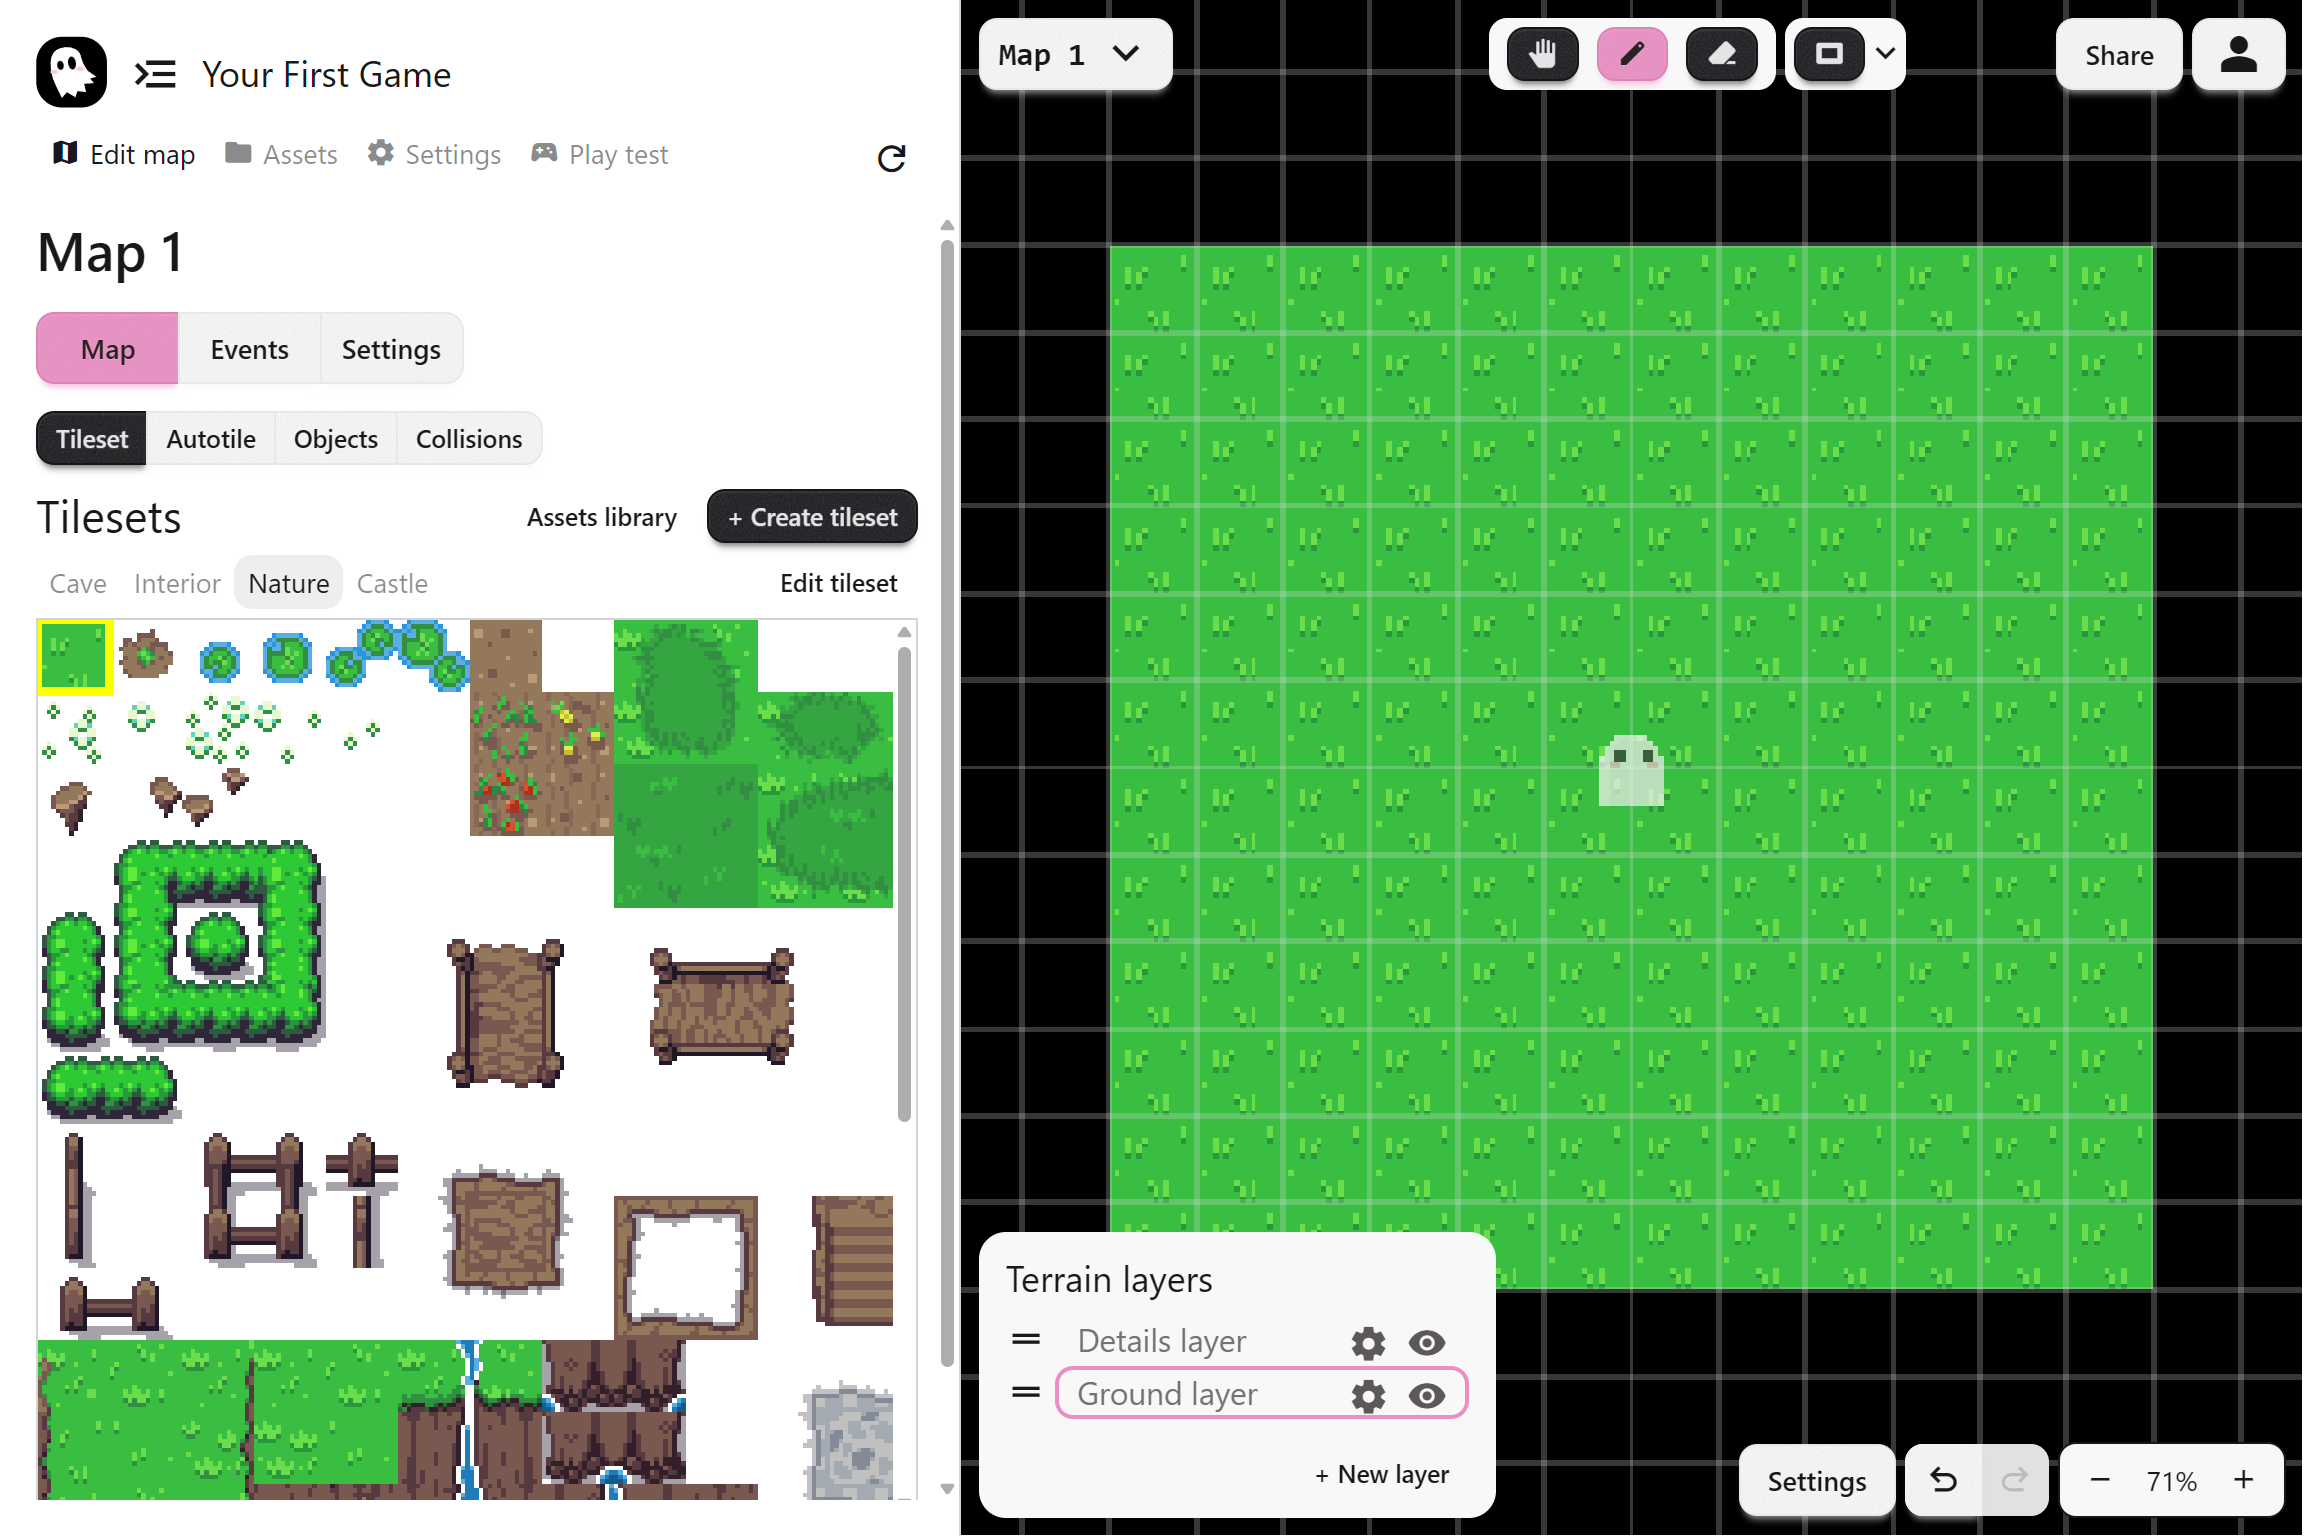 Your First Game
Edit map Assets Settings Play test
Map 1
Map Events Settings
Tileset Autotile Objects Collisions
Tilesets Assets library + Create tileset
Cave Interior Nature Castle Edit tileset
Map 1
Share
Terrain layers
Details layer
Ground layer
+ New layer
Settings
− 71% +